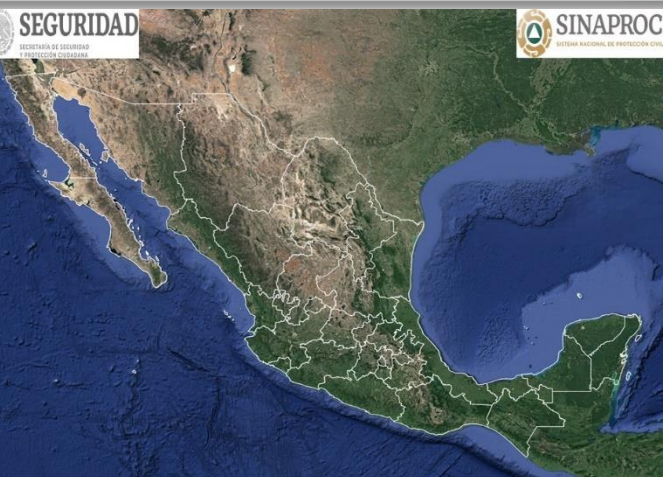 SEGURIDAD
SECRETARÍA DE SEGURIDAD
Y PROTECCIÓN CIUDADANA
SINAPROC
SISTEMA NACIONAL DE PROTECCIÓN CIVIL